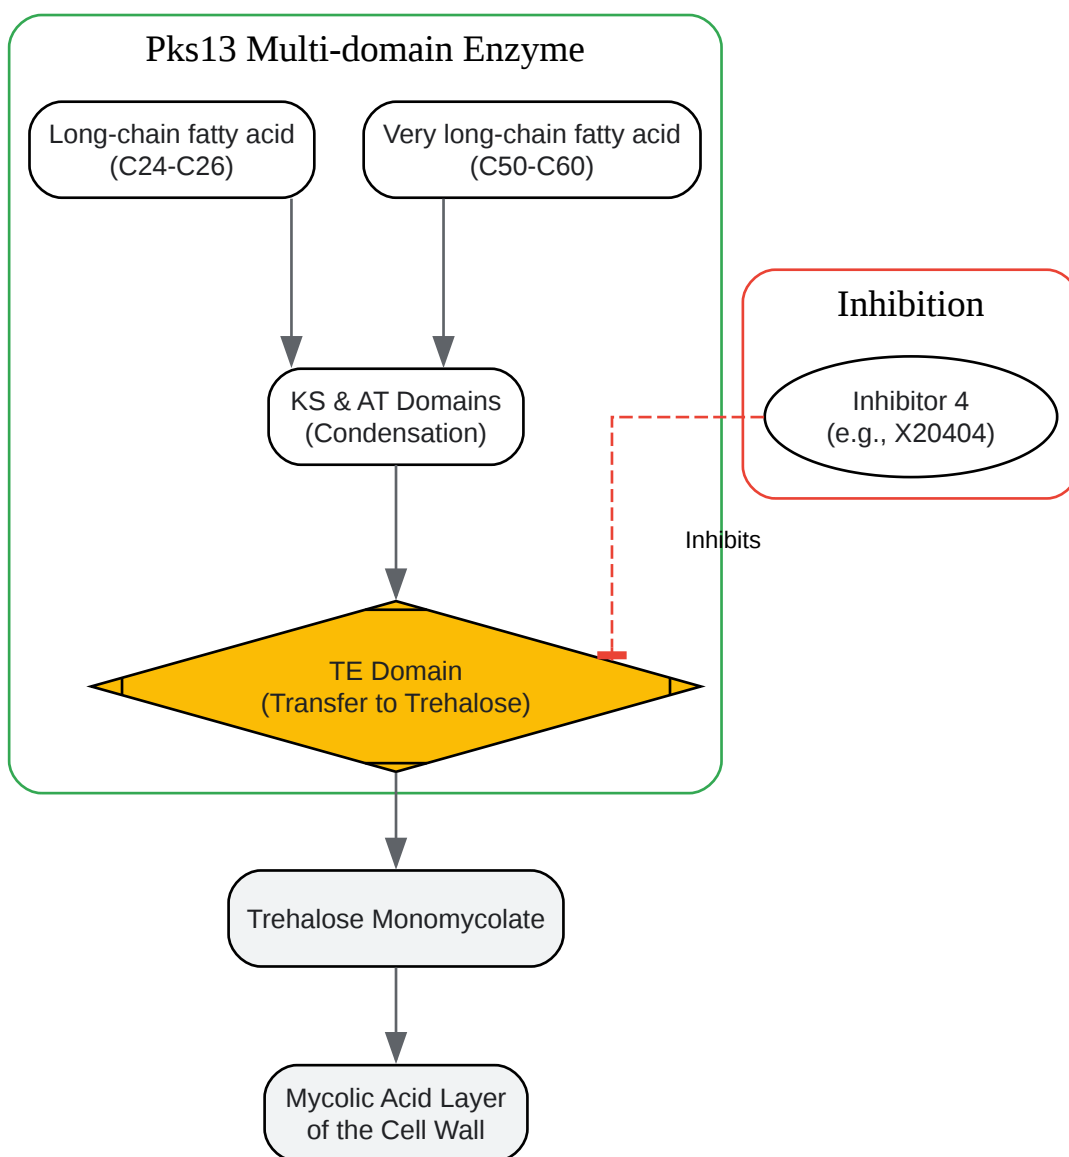 Pks13 Multi-domain Enzyme
Long-chain fatty acid
(C24-C26)
Very long-chain fatty acid
(C50-C60)
Inhibition
KS & AT Domains
(Condensation)
Inhibitor 4
(e.g., X20404)
Inhibits
TE Domain
(Transfer to Trehalose)
Trehalose Monomycolate
Mycolic Acid Layer
of the Cell Wall